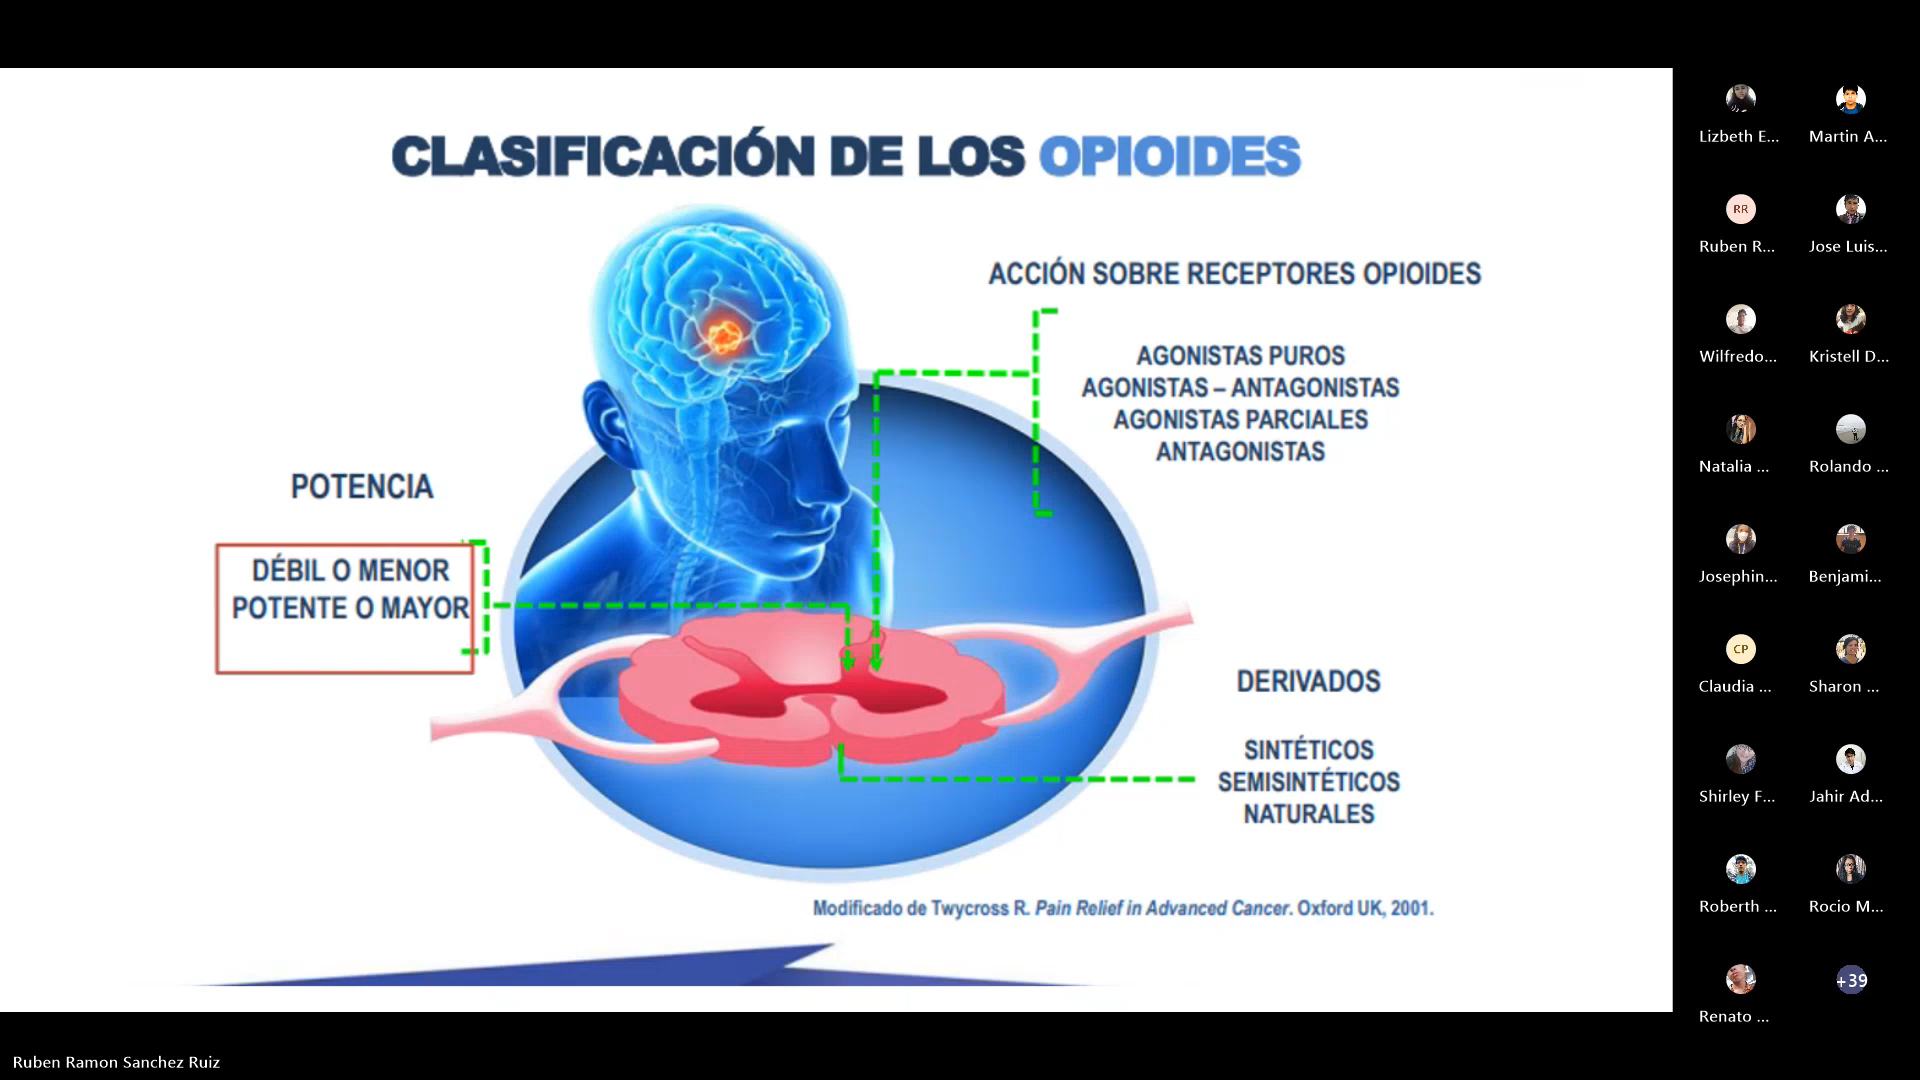 CLASIFICACIÓN DE LOS OPIOIDES
ACCIÓN SOBRE RECEPTORES OPIOIDES
AGONISTAS PUROS
AGONISTAS – ANTAGONISTAS
AGONISTAS PARCIALES
ANTAGONISTAS
POTENCIA
DÉBIL O MENOR
POTENTE O MAYOR
DERIVADOS
SINTÉTICOS
SEMISINTÉTICOS
NATURALES
Modificado de Twycross R. Pain Relief in Advanced Cancer. Oxford UK, 2001.
Lizbeth E...
Martin A...
RR
Ruben R...
Jose Luis...
Wilfredo...
Kristell D...
Natalia ...
Rolando ...
Josephin...
Benjami...
CP
Claudia ...
Sharon ...
Shirley F...
Jahir Ad...
Roberth ...
Rocio M...
Renato ...
+39
Ruben Ramon Sanchez Ruiz